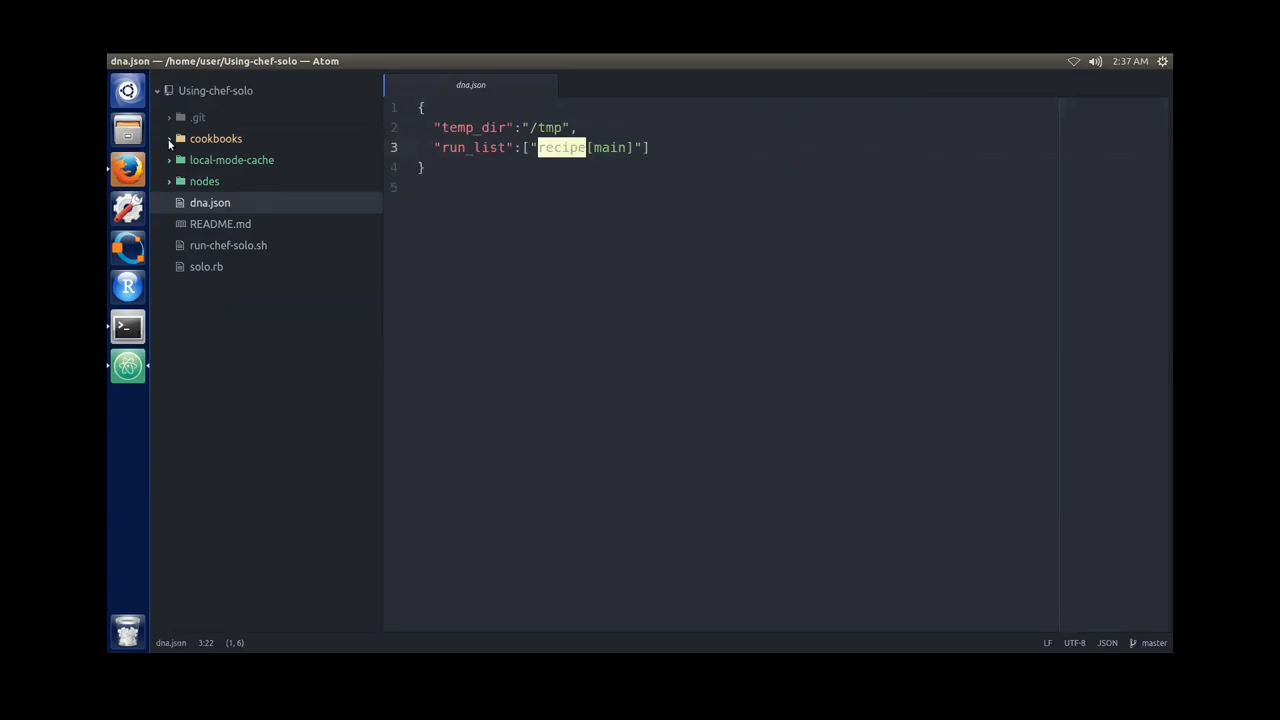 dna.json — /home/user/Using-chef-solo — Atom
2:37 AM
Using-chef-solo
.git
cookbooks
local-mode-cache
nodes
dna.json
README.md
run-chef-solo.sh
solo.rb
dna.json
1 {
2 "temp_dir":"/tmp",
3 "run_list":["recipe[main]"]
4 }
5
R
>_
dna.json 3:22 (1, 6)
LF UTF-8 JSON master